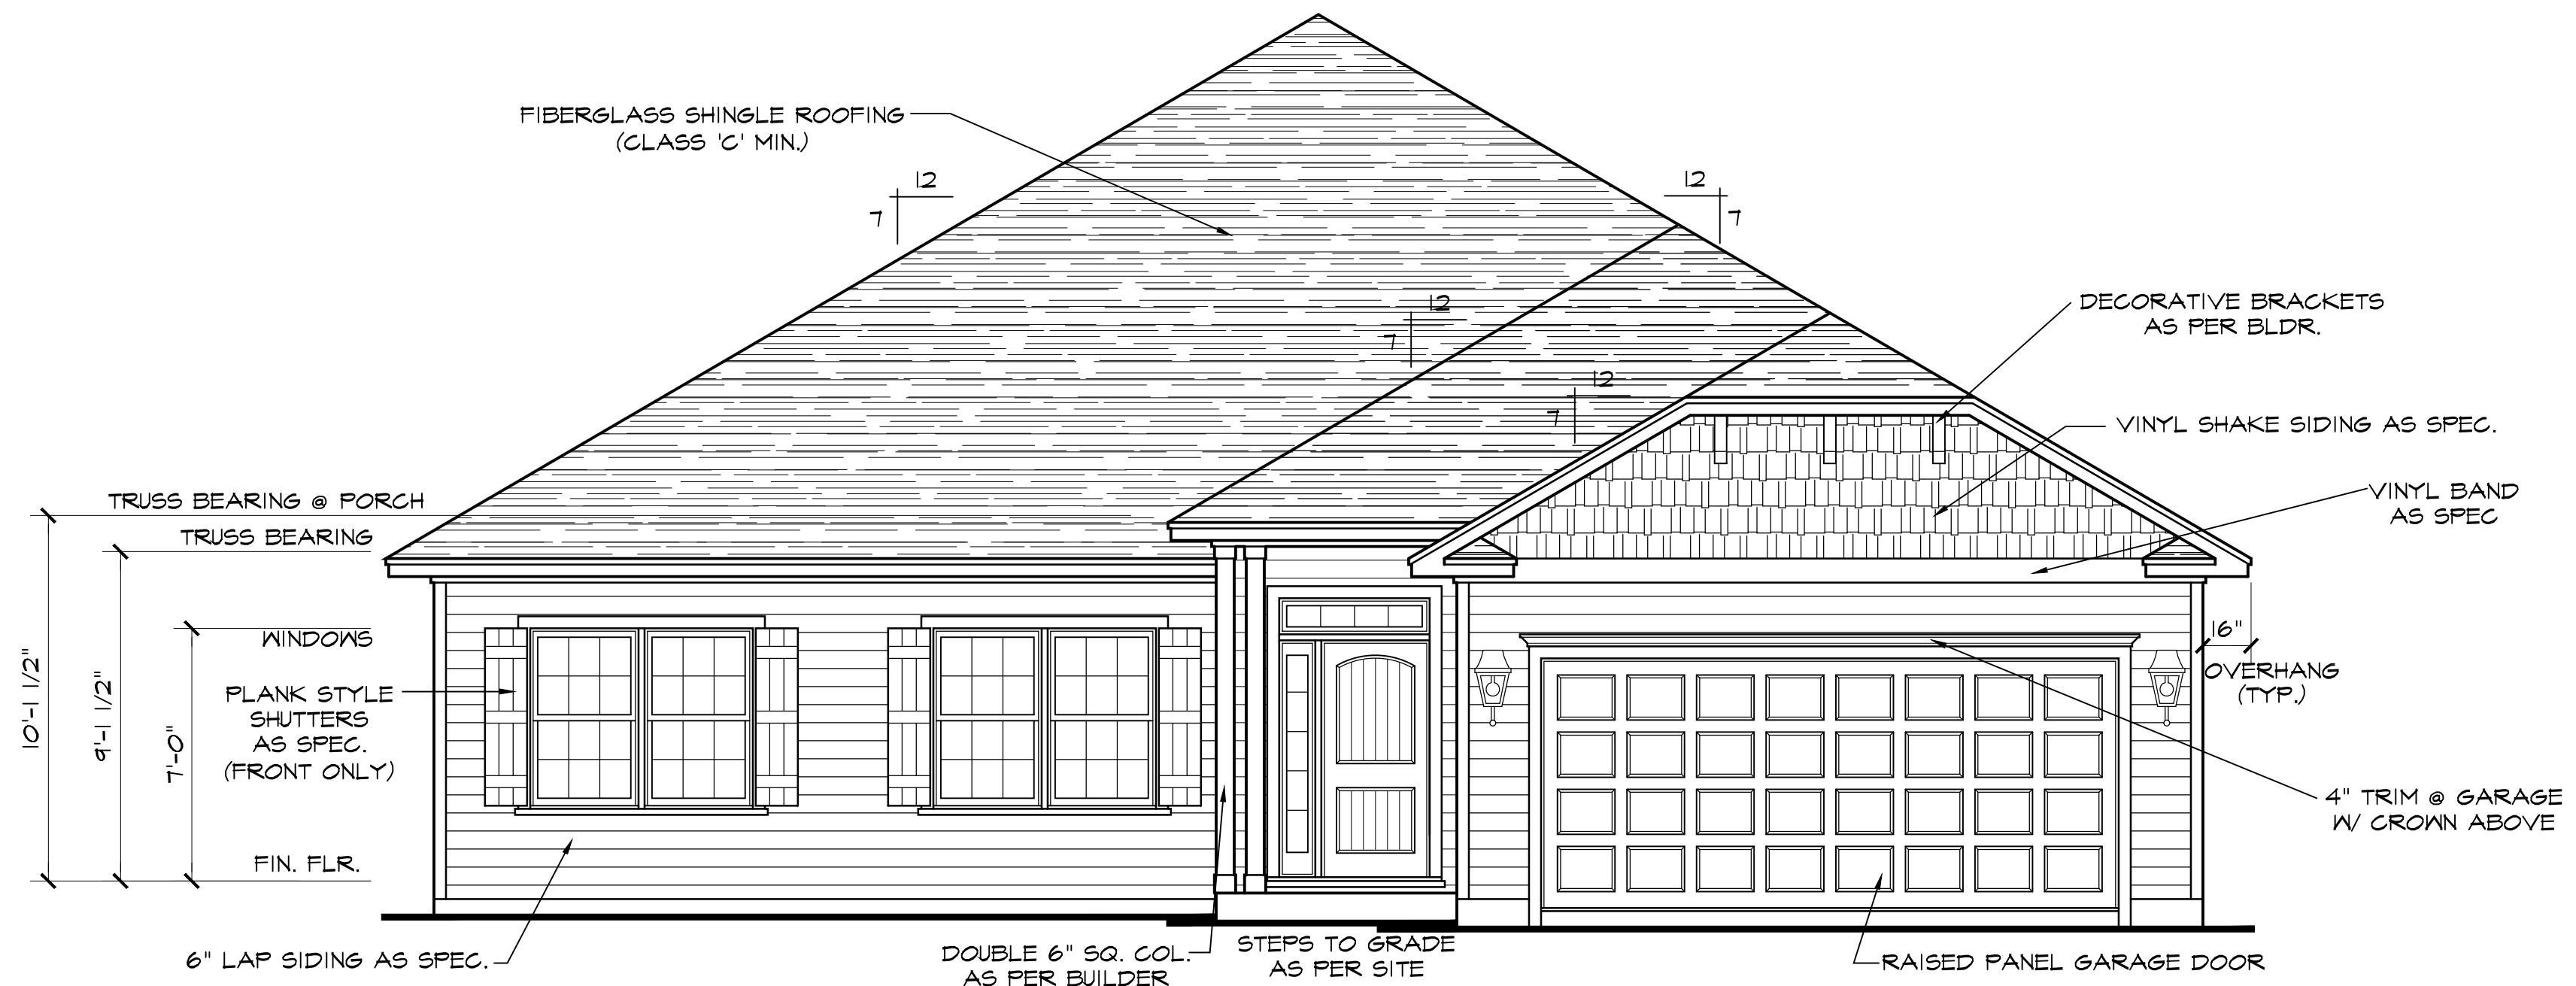 FIBERGLASS SHINGLE ROOFING
(CLASS 'C' MIN.)
12
7
12
7
12
7
12
7
DECORATIVE BRACKETS
AS PER BLDR.
VINYL SHAKE SIDING AS SPEC.
VINYL BAND
AS SPEC
TRUSS BEARING @ PORCH
TRUSS BEARING
WINDOWS
10'-1 1/2"
9'-1 1/2"
7'-0"
PLANK STYLE
SHUTTERS
AS SPEC.
(FRONT ONLY)
FIN. FLR.
16"
OVERHANG
(TYP.)
4" TRIM @ GARAGE
W/ CROWN ABOVE
6" LAP SIDING AS SPEC.
DOUBLE 6" SQ. COL.
AS PER BUILDER
STEPS TO GRADE
AS PER SITE
RAISED PANEL GARAGE DOOR